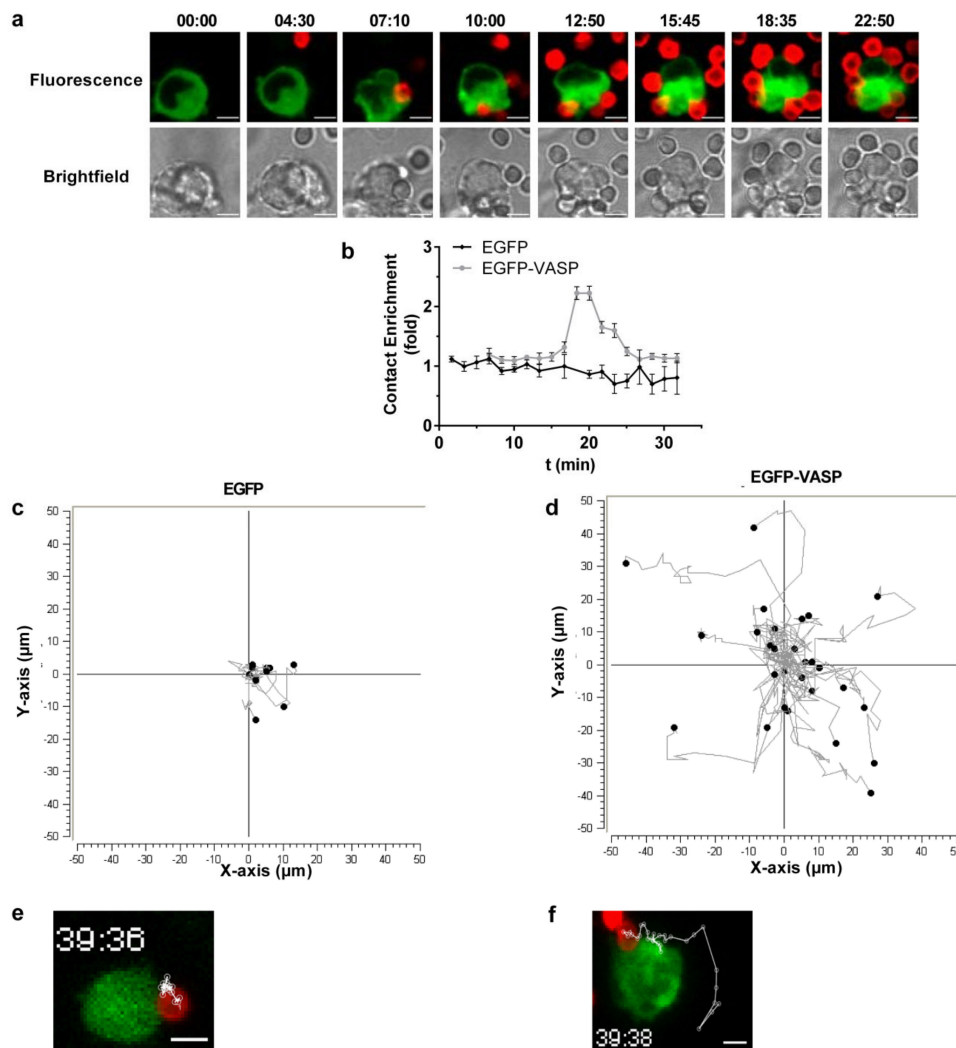 a
00:00 04:30 07:10 10:00 12:50 15:45 18:35 22:50
Fluorescence
Brightfield
b
EGFP
EGFP-VASP
Contact Enrichment
(fold)
3
2
1
0
0 10 20 30
t (min)
c
EGFP
Y-axis (µm)
50
40
30
20
10
0
-10
-20
-30
-40
-50
-50 -40 -30 -20 -10 0 10 20 30 40 50
X-axis (µm)
d
EGFP-VASP
Y-axis (µm)
50
40
30
20
10
0
-10
-20
-30
-40
-50
-50 -40 -30 -20 -10 0 10 20 30 40 50
X-axis (µm)
e
39:36
f
39:38